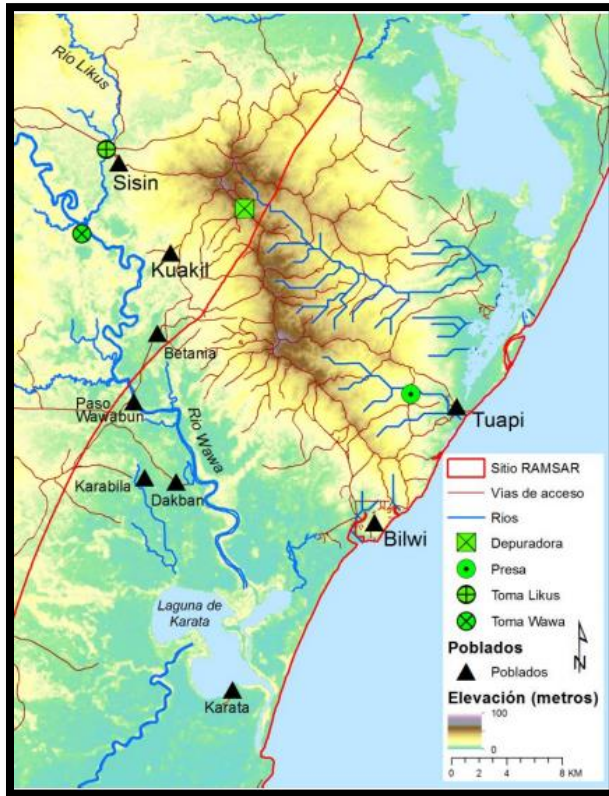 Río Likus
Sisin
Kuakil
Betania
Paso
Wawabun
Río Wawa
Tuapi
Karabila
Dakban
Bilwi
Laguna de
Karata
Karata
Sitio RAMSAR
Vías de acceso
Ríos
Depuradora
Presa
Toma Likus
Toma Wawa
Poblados
Poblados
N
Elevación (metros)
100
0
0 2 4 8 KM